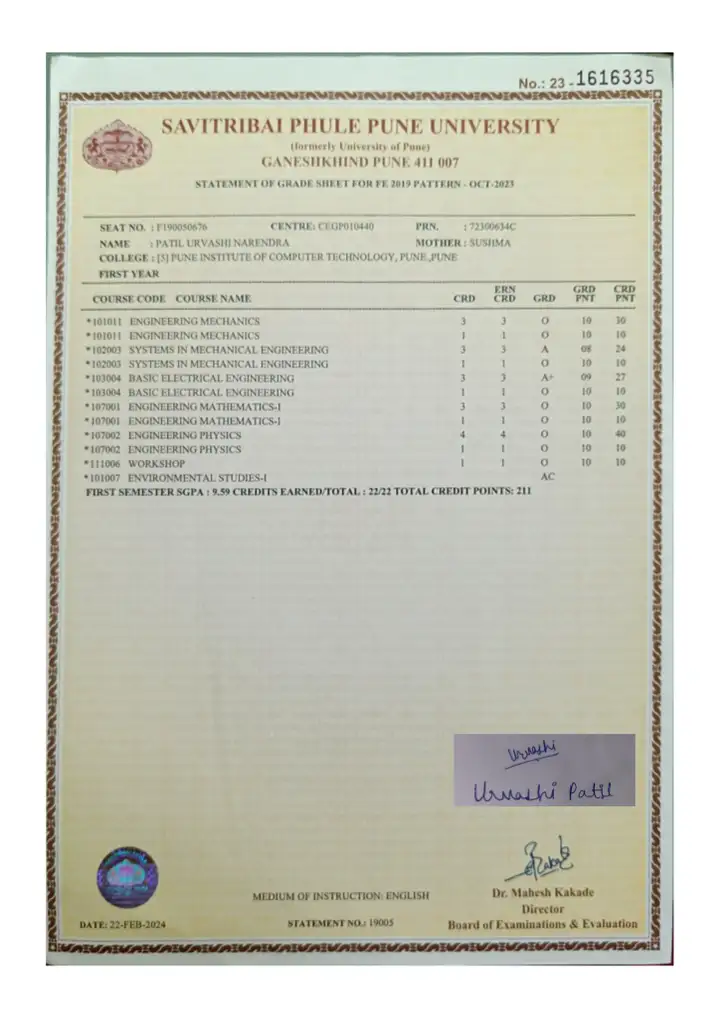 No.: 23 - 1616335
SAVITRIBAI PHULE PUNE UNIVERSITY
(formerly University of Pune)
GANESHKHIND PUNE 411 007
STATEMENT OF GRADE SHEET FOR FE 2019 PATTERN - OCT-2023
SEAT NO. : F190050676 CENTRE: CEGP010440 PRN. : 72300634C
NAME : PATIL URVASHI NARENDRA MOTHER : SUSHMA
COLLEGE : [5] PUNE INSTITUTE OF COMPUTER TECHNOLOGY, PUNE ,PUNE
FIRST YEAR
COURSE CODE COURSE NAME CRD ERN CRD GRD GRD PNT CRD PNT
*101011 ENGINEERING MECHANICS 3 3 O 10 30
*101011 ENGINEERING MECHANICS 1 1 O 10 10
*102003 SYSTEMS IN MECHANICAL ENGINEERING 3 3 A 08 24
*102003 SYSTEMS IN MECHANICAL ENGINEERING 1 1 O 10 10
*103004 BASIC ELECTRICAL ENGINEERING 3 3 A+ 09 27
*103004 BASIC ELECTRICAL ENGINEERING 1 1 O 10 10
*107001 ENGINEERING MATHEMATICS-I 3 3 O 10 30
*107001 ENGINEERING MATHEMATICS-I 1 1 O 10 10
*107002 ENGINEERING PHYSICS 4 4 O 10 40
*107002 ENGINEERING PHYSICS 1 1 O 10 10
*111006 WORKSHOP 1 1 O 10 10
*101007 ENVIRONMENTAL STUDIES-I AC
FIRST SEMESTER SGPA : 9.59 CREDITS EARNED/TOTAL : 22/22 TOTAL CREDIT POINTS: 211
Urvashi
Urvashi Patil
MEDIUM OF INSTRUCTION: ENGLISH
Dr. Mahesh Kakade
Director
DATE: 22-FEB-2024 STATEMENT NO.: 19005 Board of Examinations & Evaluation